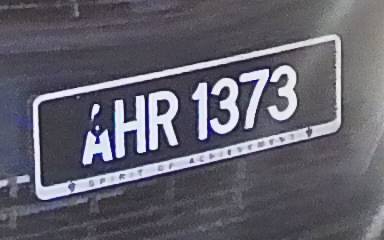 AHR 1373
SPIRIT OF ACHIEVEMENT